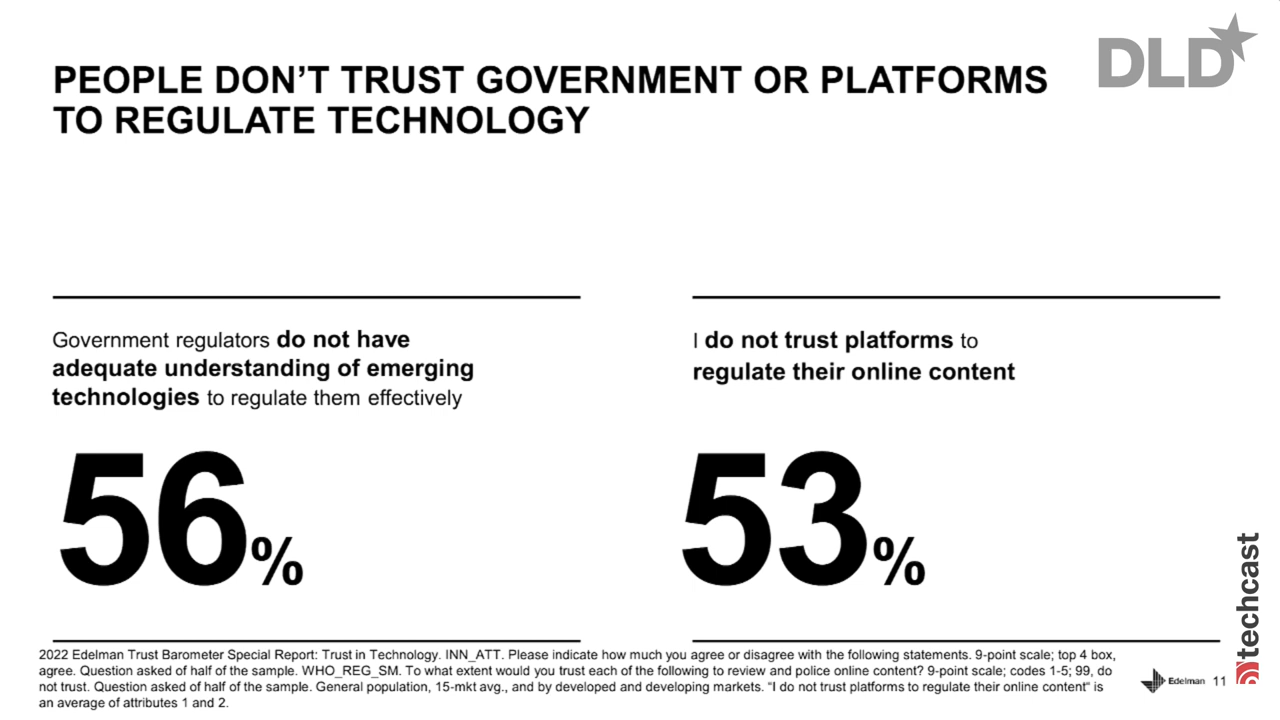 DLD
PEOPLE DON’T TRUST GOVERNMENT OR PLATFORMS
TO REGULATE TECHNOLOGY
Government regulators do not have
adequate understanding of emerging
technologies to regulate them effectively
56%
I do not trust platforms to
regulate their online content
53%
techcast
2022 Edelman Trust Barometer Special Report: Trust in Technology. INN_ATT. Please indicate how much you agree or disagree with the following statements. 9-point scale; top 4 box,
agree. Question asked of half of the sample. WHO_REG_SM. To what extent would you trust each of the following to review and police online content? 9-point scale; codes 1-5; 99, do
not trust. Question asked of half of the sample. General population, 15-mkt avg., and by developed and developing markets. “I do not trust platforms to regulate their online content“ is
an average of attributes 1 and 2.
Edelman 11